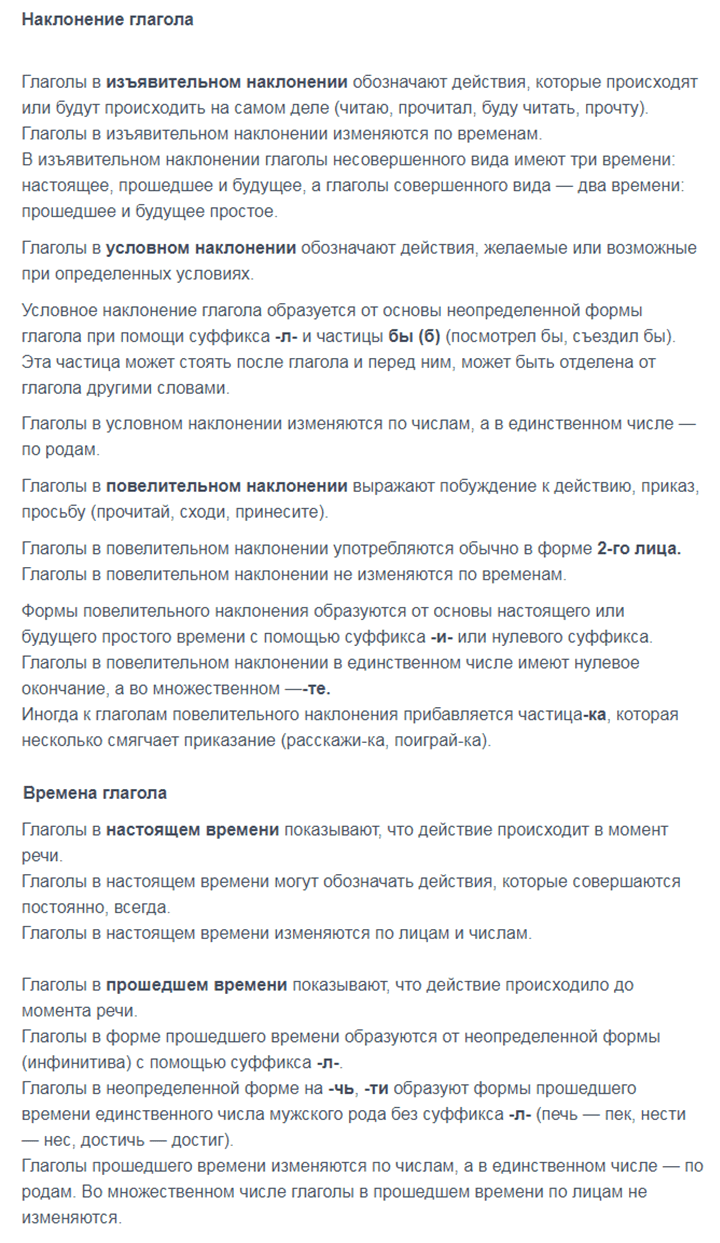 Наклонение глагола
Глаголы в изъявительном наклонении обозначают действия, которые происходят
или будут происходить на самом деле (читаю, прочитал, буду читать, прочту).
Глаголы в изъявительном наклонении изменяются по временам.
В изъявительном наклонении глаголы несовершенного вида имеют три времени:
настоящее, прошедшее и будущее, а глаголы совершенного вида — два времени:
прошедшее и будущее простое.
Глаголы в условном наклонении обозначают действия, желаемые или возможные
при определенных условиях.
Условное наклонение глагола образуется от основы неопределенной формы
глагола при помощи суффикса -л- и частицы бы (б) (посмотрел бы, съездил бы).
Эта частица может стоять после глагола и перед ним, может быть отделена от
глагола другими словами.
Глаголы в условном наклонении изменяются по числам, а в единственном числе —
по родам.
Глаголы в повелительном наклонении выражают побуждение к действию, приказ,
просьбу (прочитай, сходи, принесите).
Глаголы в повелительном наклонении употребляются обычно в форме 2-го лица.
Глаголы в повелительном наклонении не изменяются по временам.
Формы повелительного наклонения образуются от основы настоящего или
будущего простого времени с помощью суффикса -и- или нулевого суффикса.
Глаголы в повелительном наклонении в единственном числе имеют нулевое
окончание, а во множественном —-те.
Иногда к глаголам повелительного наклонения прибавляется частица-ка, которая
несколько смягчает приказание (расскажи-ка, поиграй-ка).
Времена глагола
Глаголы в настоящем времени показывают, что действие происходит в момент
речи.
Глаголы в настоящем времени могут обозначать действия, которые совершаются
постоянно, всегда.
Глаголы в настоящем времени изменяются по лицам и числам.
Глаголы в прошедшем времени показывают, что действие происходило до
момента речи.
Глаголы в форме прошедшего времени образуются от неопределенной формы
(инфинитива) с помощью суффикса -л-.
Глаголы в неопределенной форме на -чь, -ти образуют формы прошедшего
времени единственного числа мужского рода без суффикса -л- (печь — пек, нести
— нес, достичь — достиг).
Глаголы прошедшего времени изменяются по числам, а в единственном числе — по
родам. Во множественном числе глаголы в прошедшем времени по лицам не
изменяются.